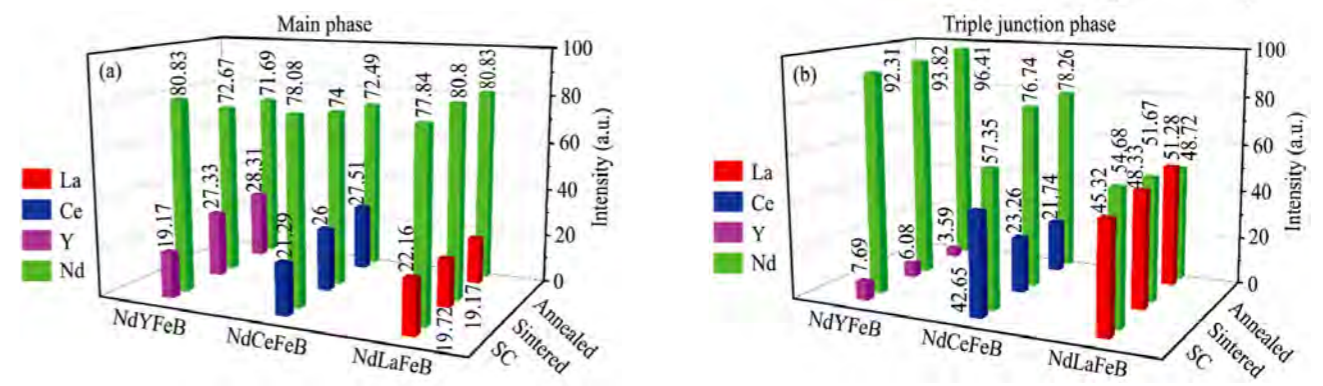 Main phase
(a)
80.83
72.67
71.69
78.08
74
72.49
77.84
80.8
80.83
19.17
27.33
28.31
21.29
26
27.51
22.16
19.72
19.17
100
80
60
40
20
0
Intensity (a.u.)
La
Ce
Y
Nd
NdYFeB
NdCeFeB
NdLaFeB
SC
Sintered
Annealed
Triple junction phase
(b)
92.31
93.82
96.41
57.35
76.74
78.26
54.68
51.67
48.72
7.69
6.08
3.59
42.65
23.26
21.74
45.32
48.33
51.28
100
80
60
40
20
0
Intensity (a.u.)
La
Ce
Y
Nd
NdYFeB
NdCeFeB
NdLaFeB
SC
Sintered
Annealed